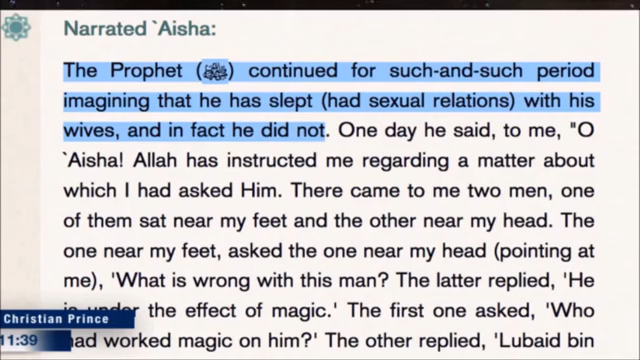 Narrated `Aisha:
The Prophet (ﷺ) continued for such-and-such period
imagining that he has slept (had sexual relations) with his
wives, and in fact he did not. One day he said, to me, "O
`Aisha! Allah has instructed me regarding a matter about
which I had asked Him. There came to me two men, one
of them sat near my feet and the other near my head. The
one near my feet, asked the one near my head (pointing at
me), 'What is wrong with this man? The latter replied, 'He
under the effect of magic.' The first one asked, 'Who
had worked magic on him?' The other replied, 'Lubaid bin
Christian Prince
11:39